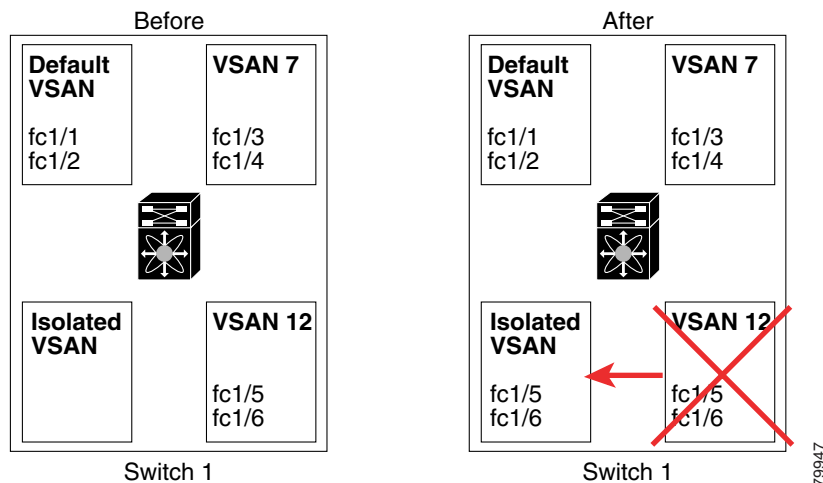 Before
Default
VSAN
fc1/1
fc1/2
VSAN 7
fc1/3
fc1/4
Isolated
VSAN
VSAN 12
fc1/5
fc1/6
Switch 1
After
Default
VSAN
fc1/1
fc1/2
VSAN 7
fc1/3
fc1/4
Isolated
VSAN
fc1/5
fc1/6
VSAN 12
fc1/5
fc1/6
Switch 1
79947